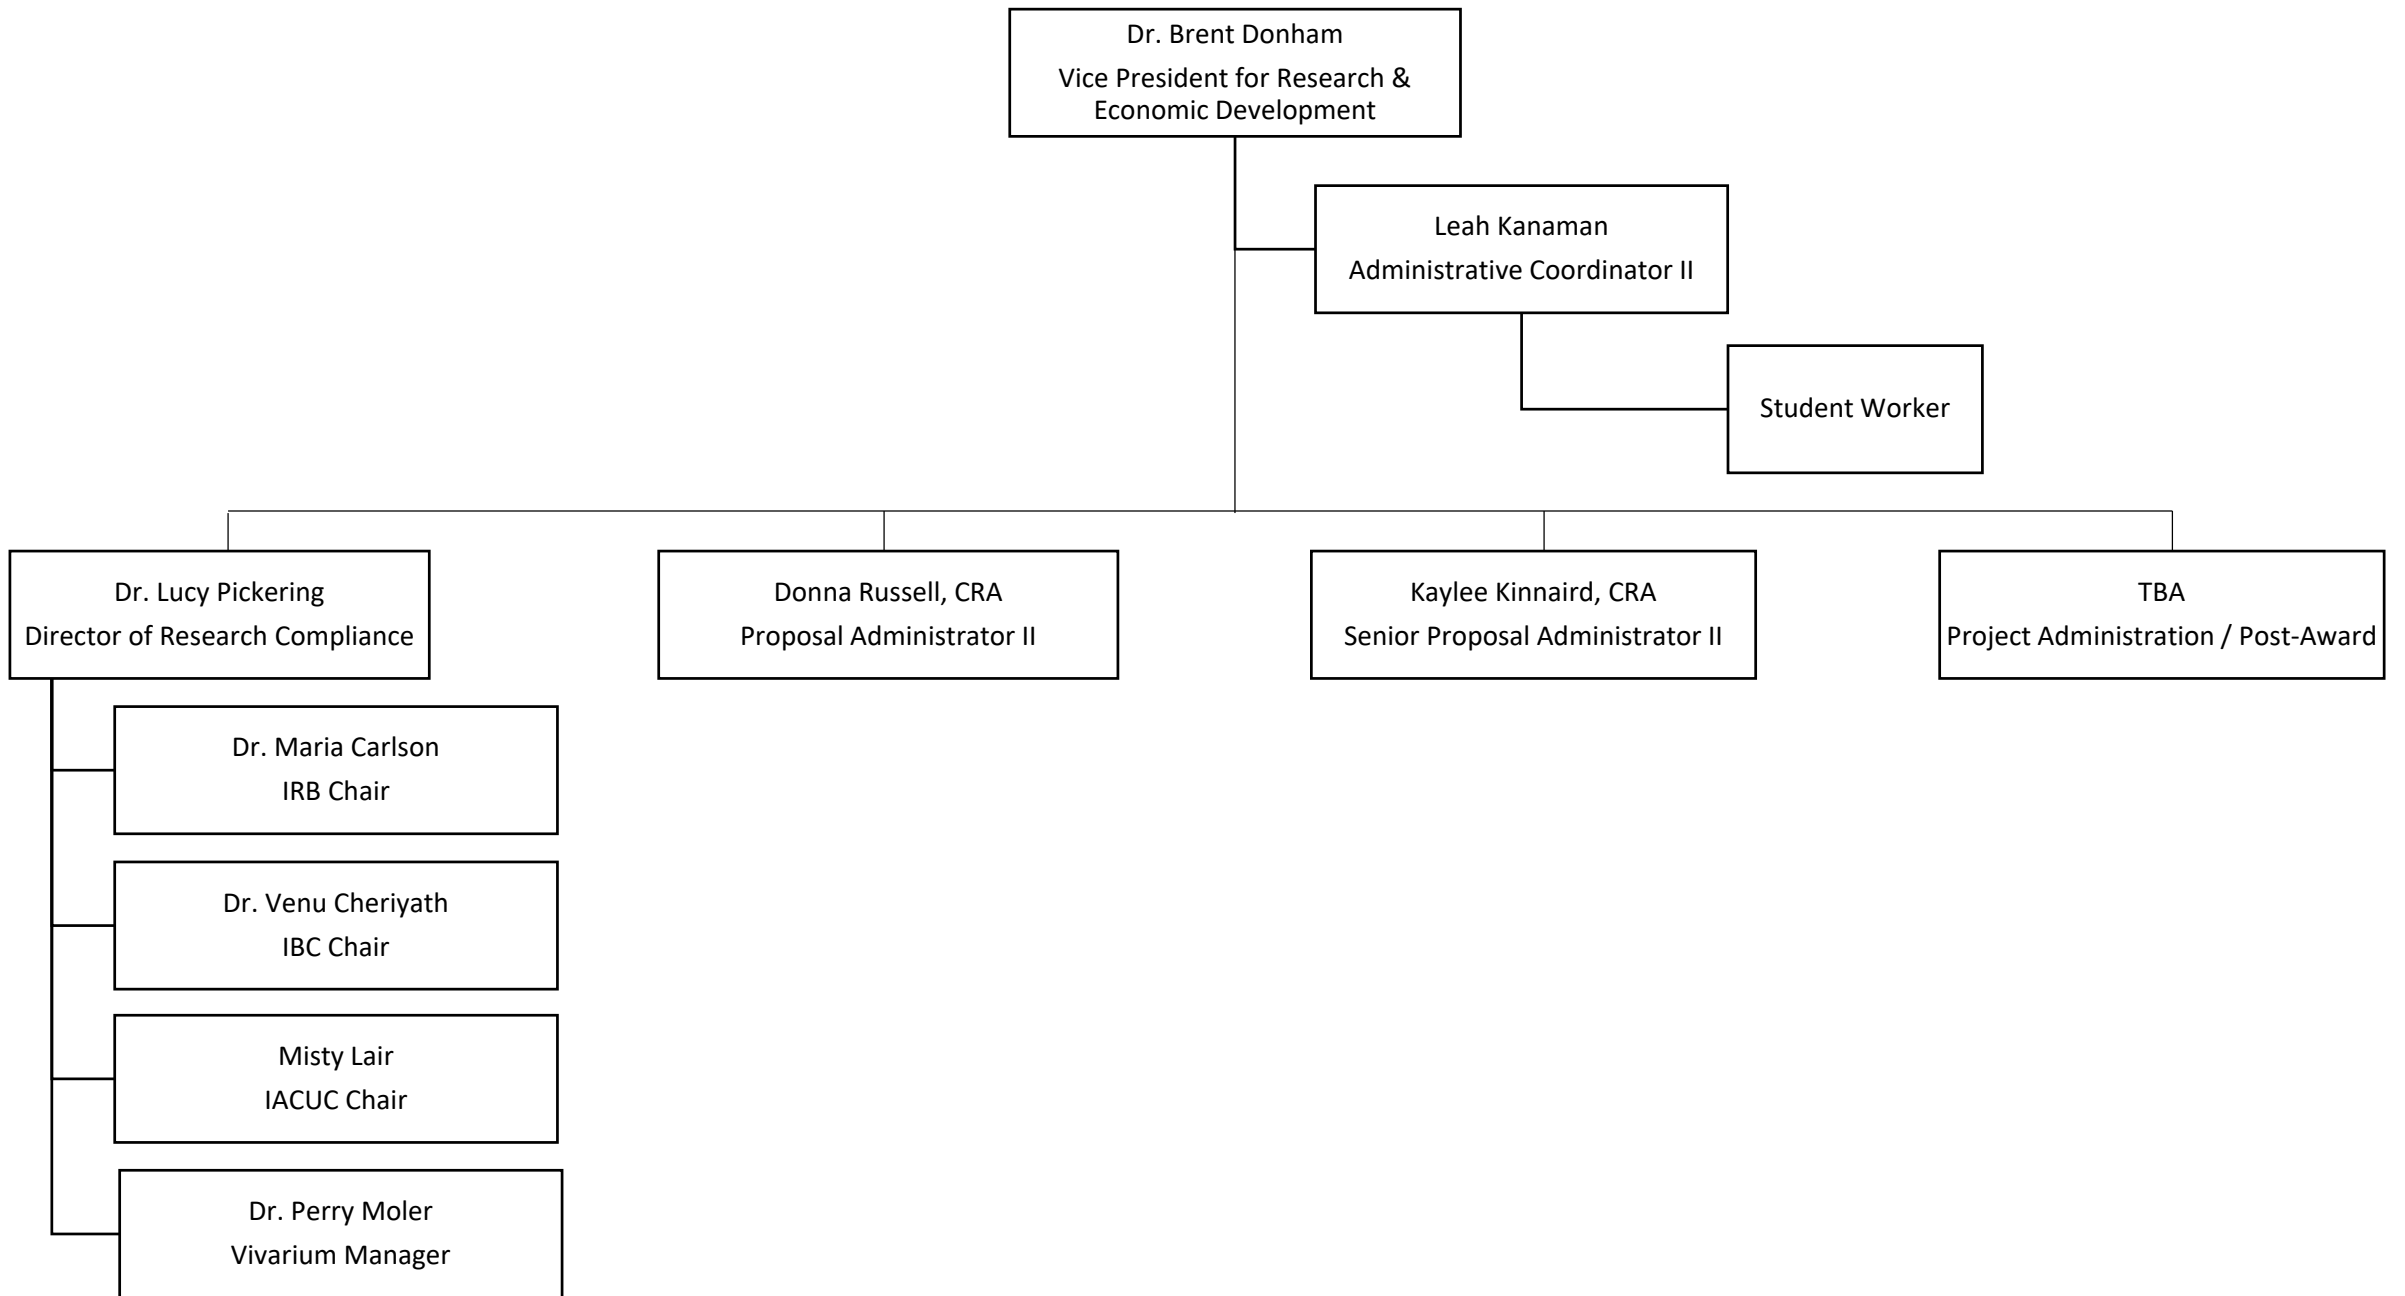 Dr. Brent Donham
Vice President for Research &
Economic Development
Leah Kanaman
Administrative Coordinator II
Student Worker
Dr. Lucy Pickering
Director of Research Compliance
Donna Russell, CRA
Proposal Administrator II
Kaylee Kinnaird, CRA
Senior Proposal Administrator II
TBA
Project Administration / Post-Award
Dr. Maria Carlson
IRB Chair
Dr. Venu Cheriyath
IBC Chair
Misty Lair
IACUC Chair
Dr. Perry Moler
Vivarium Manager